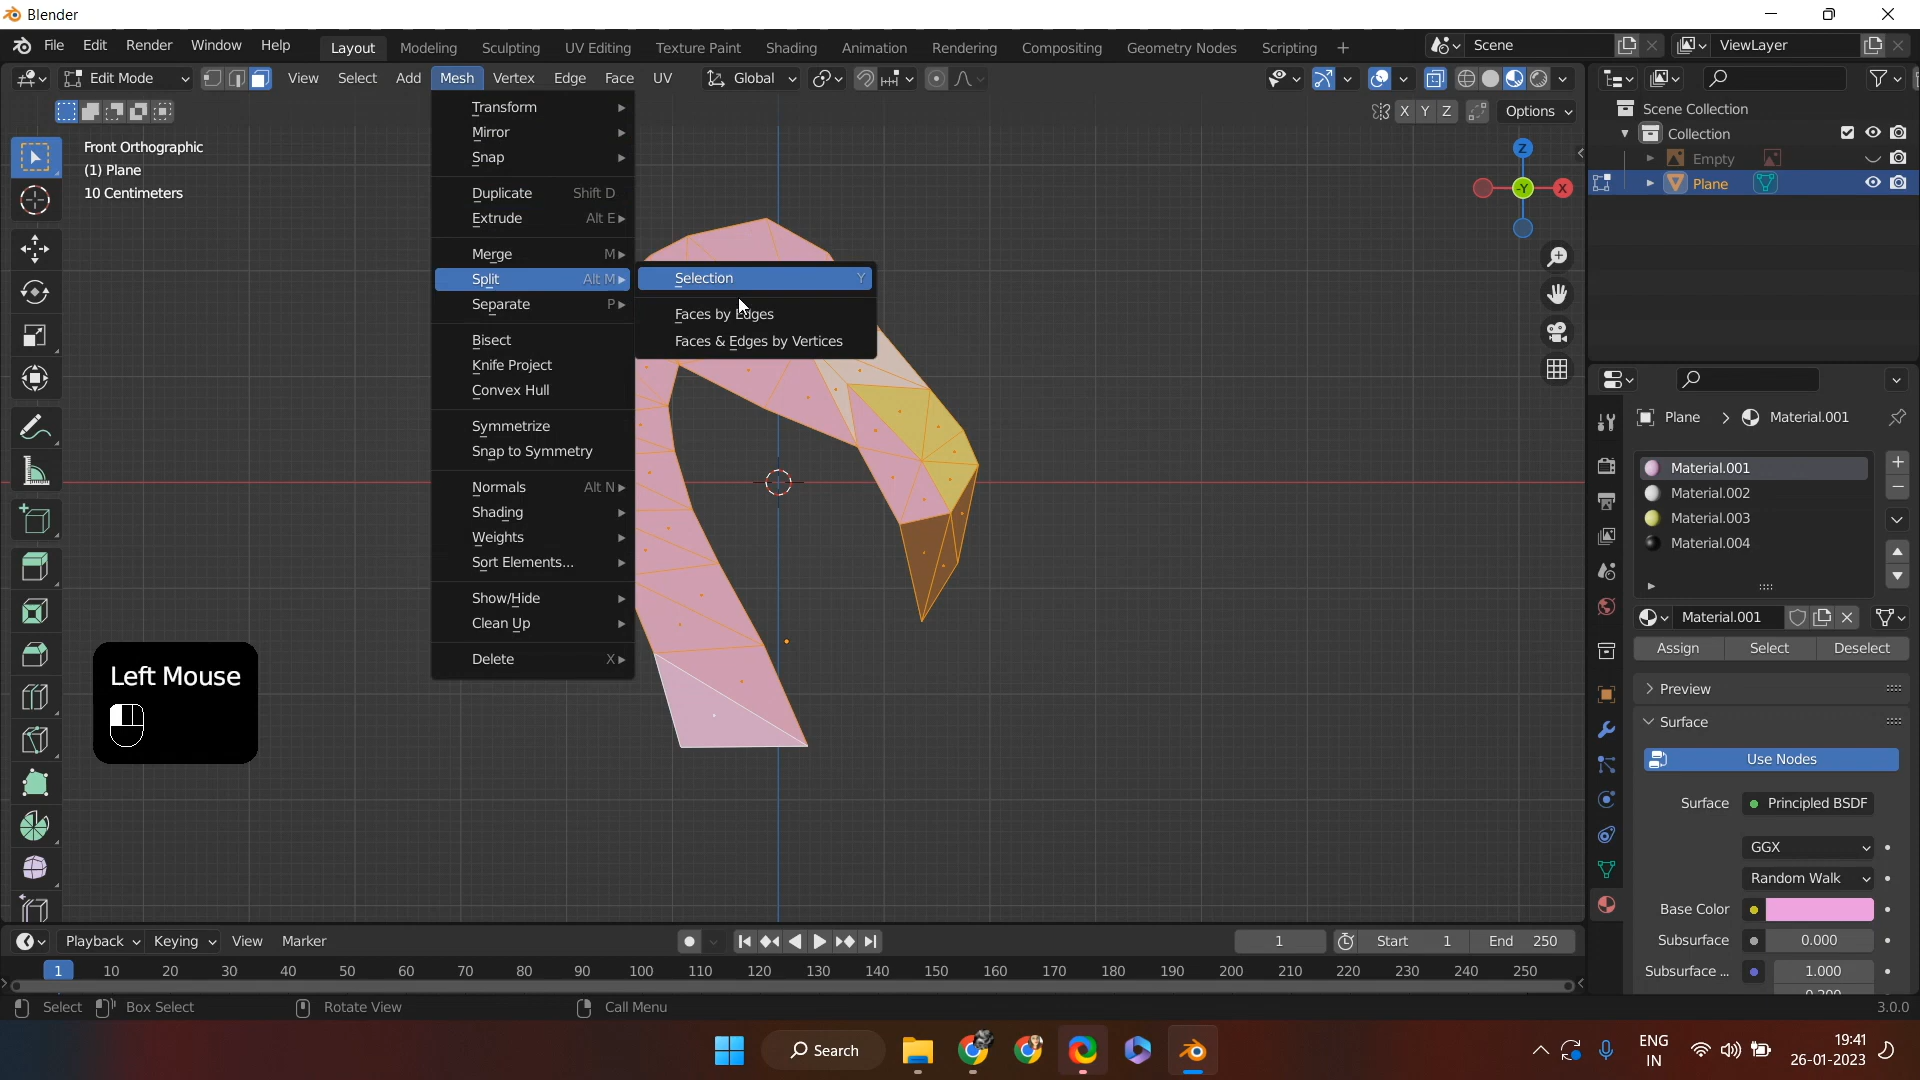 Blender
File Edit Render Window Help Layout Modeling Sculpting UV Editing Texture Paint Shading Animation Rendering Compositing Geometry Nodes Scripting + Scene ViewLayer
Edit Mode View Select Add Mesh Vertex Edge Face UV Global
X Y Z Options
Front Orthographic
(1) Plane
10 Centimeters
Transform
Mirror
Snap
Duplicate Shift D
Extrude Alt E
Merge M
Split Alt M
Separate P
Bisect
Knife Project
Convex Hull
Symmetrize
Snap to Symmetry
Normals Alt N
Shading
Weights
Sort Elements...
Show/Hide
Clean Up
Delete X
Selection Y
Faces by Edges
Faces & Edges by Vertices
Z
-Y X
Left Mouse
Scene Collection
Collection
Empty
Plane
Plane Material.001
Material.001
Material.002
Material.003
Material.004
Material.001
Assign Select Deselect
Preview
Surface
Use Nodes
Surface Principled BSDF
GGX
Random Walk
Base Color
Subsurface 0.000
Subsurface ... 1.000
0.200
Playback Keying View Marker 1 Start 1 End 250
1 10 20 30 40 50 60 70 80 90 100 110 120 130 140 150 160 170 180 190 200 210 220 230 240 250
Select Box Select Rotate View Call Menu 3.0.0
Search
ENG
IN
19:41
26-01-2023